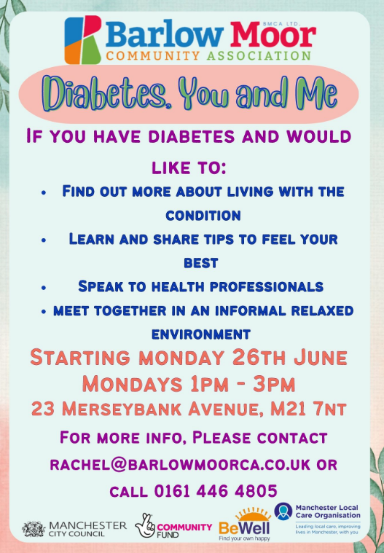 BMCA LTD.
Barlow Moor
COMMUNITY ASSOCIATION
Diabetes. You and Me
IF YOU HAVE DIABETES AND WOULD
LIKE TO:
• FIND OUT MORE ABOUT LIVING WITH THE
CONDITION
• LEARN AND SHARE TIPS TO FEEL YOUR
BEST
• SPEAK TO HEALTH PROFESSIONALS
• MEET TOGETHER IN AN INFORMAL RELAXED
ENVIRONMENT
STARTING MONDAY 26TH JUNE
MONDAYS 1PM - 3PM
23 MERSEYBANK AVENUE, M21 7NT
FOR MORE INFO, PLEASE CONTACT
RACHEL@BARLOWMOORCA.CO.UK OR
CALL 0161 446 4805
MANCHESTER
CITY COUNCIL
COMMUNITY
FUND
BeWell
Find your own happy
Manchester Local
Care Organisation
Leading local care, improving
lives in Manchester, with you